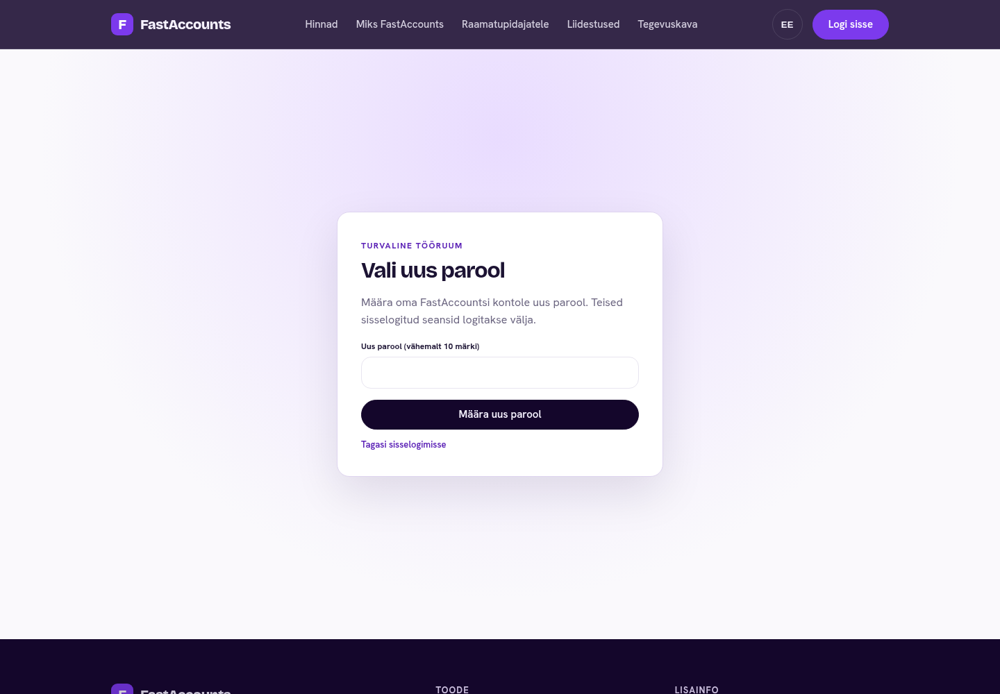 F FastAccounts
Hinnad
Miks FastAccounts
Raamatupidajatele
Liidestused
Tegevuskava
EE
Logi sisse
TURVALINE TÖÖRUUM
Vali uus parool
Määra oma FastAccountsi kontole uus parool. Teised
sisselogitud seansid logitakse välja.
Uus parool (vähemalt 10 märki)
Määra uus parool
Tagasi sisselogimisse
F FastAccounts
TOODE
LISAINFO